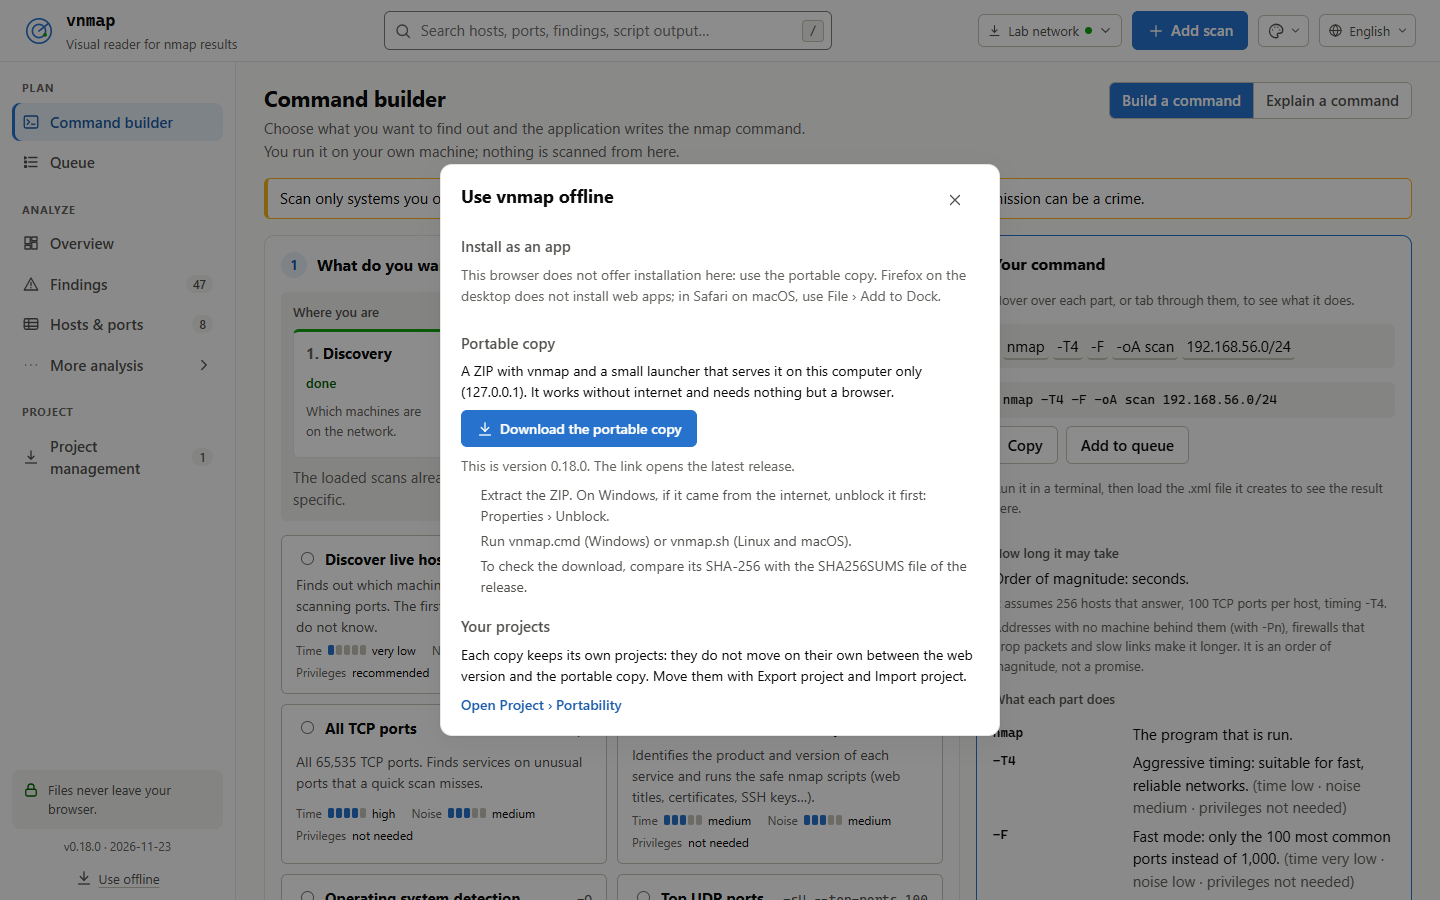 vnmap
Visual reader for nmap results
Search hosts, ports, findings, script output...
/
Lab network
Add scan
English
PLAN
Command builder
Queue
ANALYZE
Overview
Findings 47
Hosts & ports 8
More analysis
PROJECT
Project
management
1
Files never leave your
browser.
v0.18.0 · 2026-11-23
Use offline
Command builder
Choose what you want to find out and the application writes the nmap command.
You run it on your own machine; nothing is scanned from here.
Build a command
Explain a command
Scan only systems you
can be a crime.
1 What do you
Where you are
1. Discovery
done
Which machines are
on the network.
The loaded scans
specific.
Discover live
Finds out which
scanning ports. The
do not know.
Time very low
Privileges recommended
All TCP ports
All 65,535 TCP ports. Finds services on unusual
ports that a quick scan misses.
Time high Noise medium
Privileges not needed
Identifies the product and version of each
service and runs the safe nmap scripts (web
titles, certificates, SSH keys...).
Time medium Noise medium
Privileges not needed
Operating system detection -O
Top UDP ports -sU --top-ports 100
Use vnmap offline
Install as an app
This browser does not offer installation here: use the portable copy. Firefox on the
desktop does not install web apps; in Safari on macOS, use File › Add to Dock.
Portable copy
A ZIP with vnmap and a small launcher that serves it on this computer only
(127.0.0.1). It works without internet and needs nothing but a browser.
Download the portable copy
This is version 0.18.0. The link opens the latest release.
Extract the ZIP. On Windows, if it came from the internet, unblock it first:
Properties › Unblock.
Run vnmap.cmd (Windows) or vnmap.sh (Linux and macOS).
To check the download, compare its SHA-256 with the SHA256SUMS file of the
release.
Your projects
Each copy keeps its own projects: they do not move on their own between the web
version and the portable copy. Move them with Export project and Import project.
Open Project › Portability
Your command
over each part, or tab through them, to see what it does.
nmap -T4 -F -oA scan 192.168.56.0/24
nmap -T4 -F -oA scan 192.168.56.0/24
Copy
Add to queue
it in a terminal, then load the .xml file it creates to see the result
long it may take
Order of magnitude: seconds.
assumes 256 hosts that answer, 100 TCP ports per host, timing -T4.
with no machine behind them (with -Pn), firewalls that
packets and slow links make it longer. It is an order of
magnitude, not a promise.
What each part does
nmap The program that is run.
-T4 Aggressive timing: suitable for fast,
reliable networks. (time low · noise
medium · privileges not needed)
-F Fast mode: only the 100 most common
ports instead of 1,000. (time very low ·
noise low · privileges not needed)